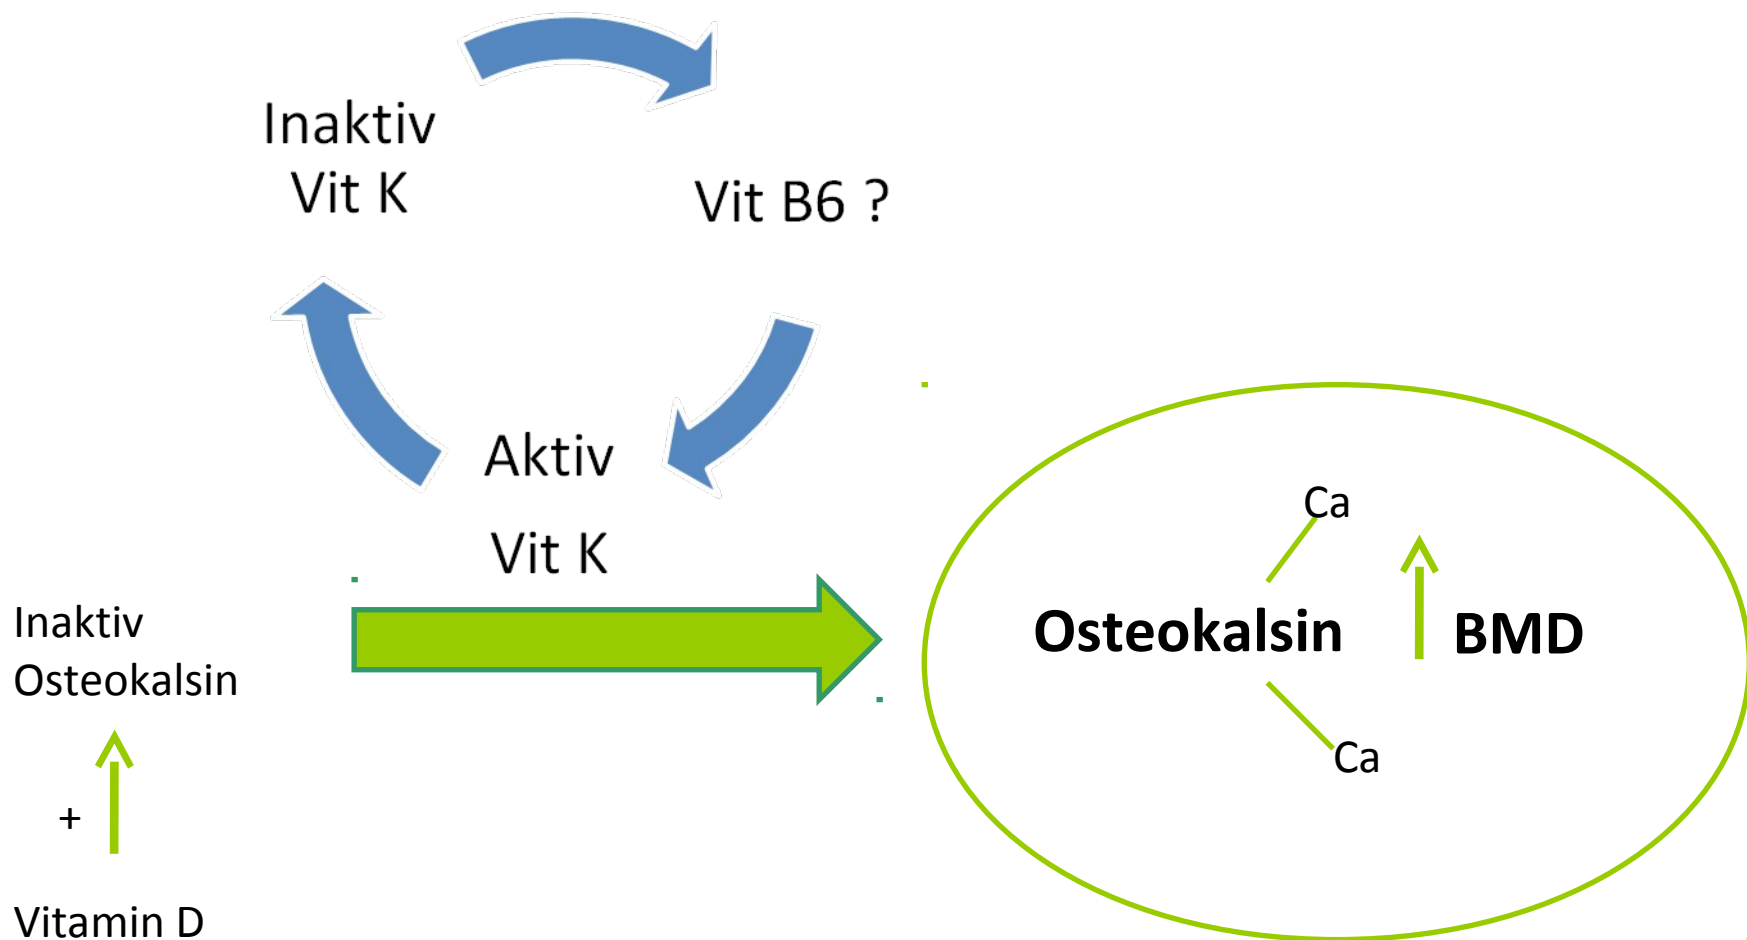 Inaktiv
Vit K
Vit B6 ?
Aktiv
Vit K
Inaktiv
Osteokalsin
+
Vitamin D
Ca
Osteokalsin
BMD
Ca